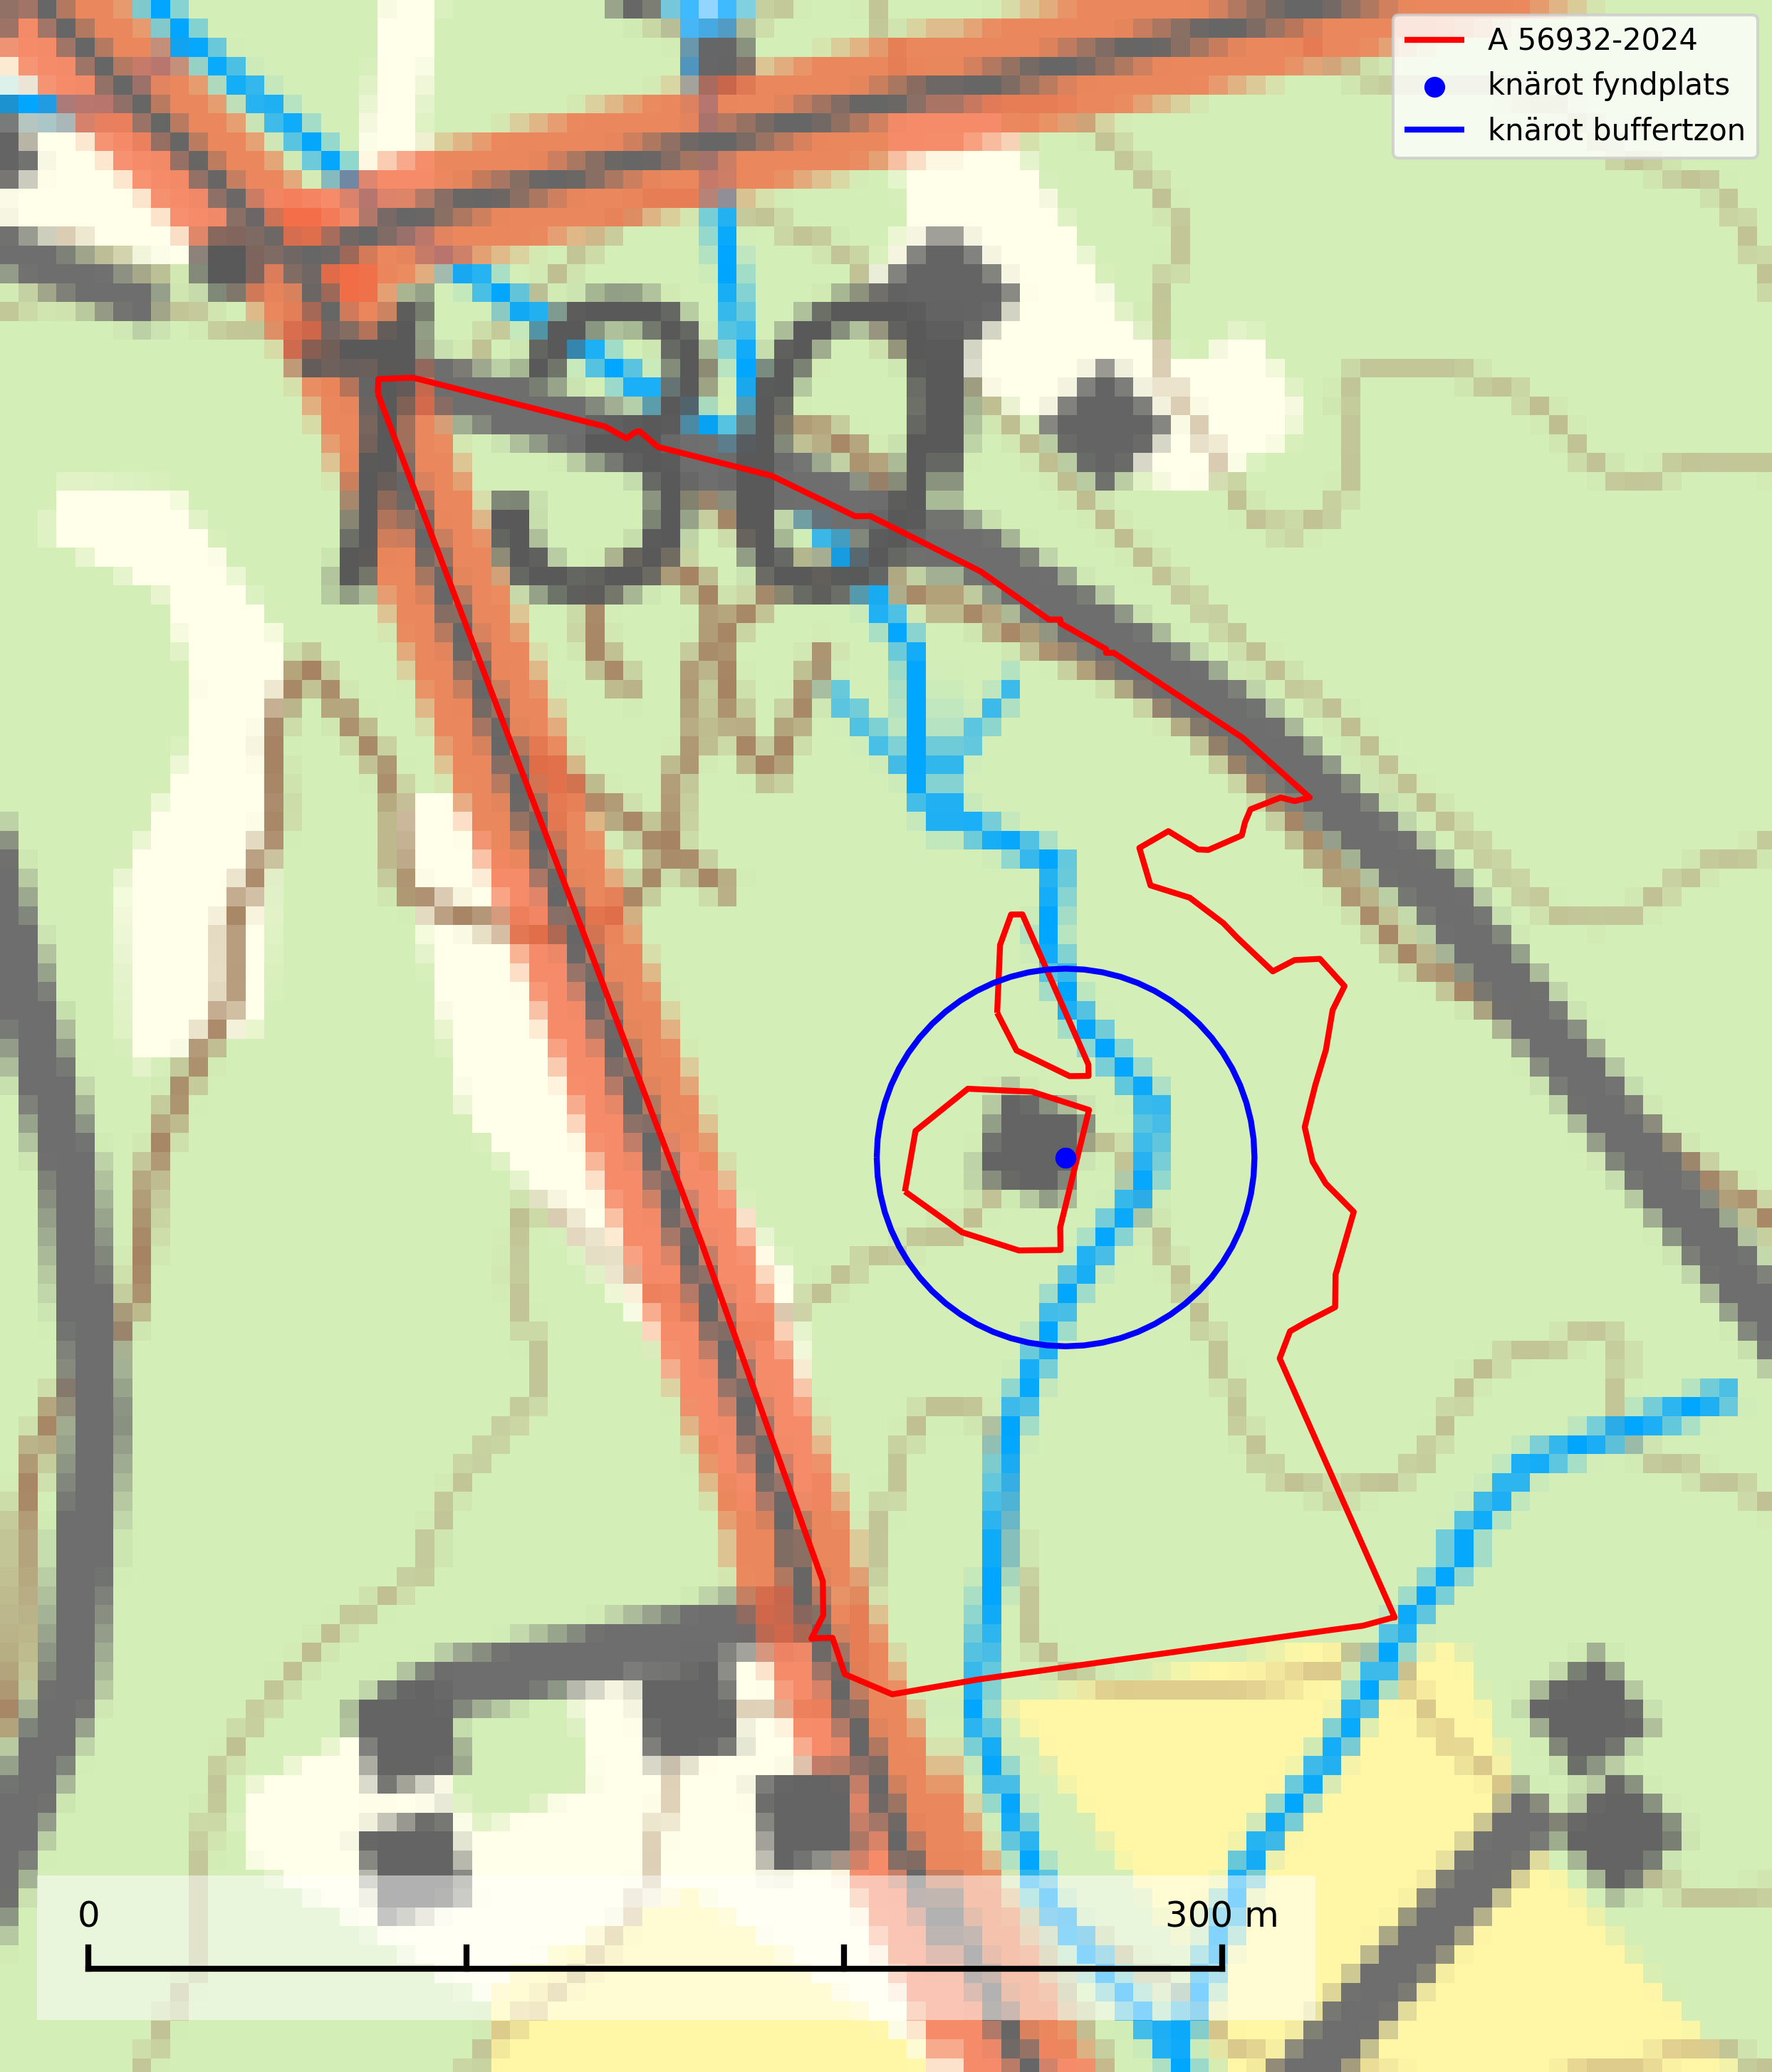 A 56932-2024
knärot fyndplats
knärot buffertzon
0
300 m